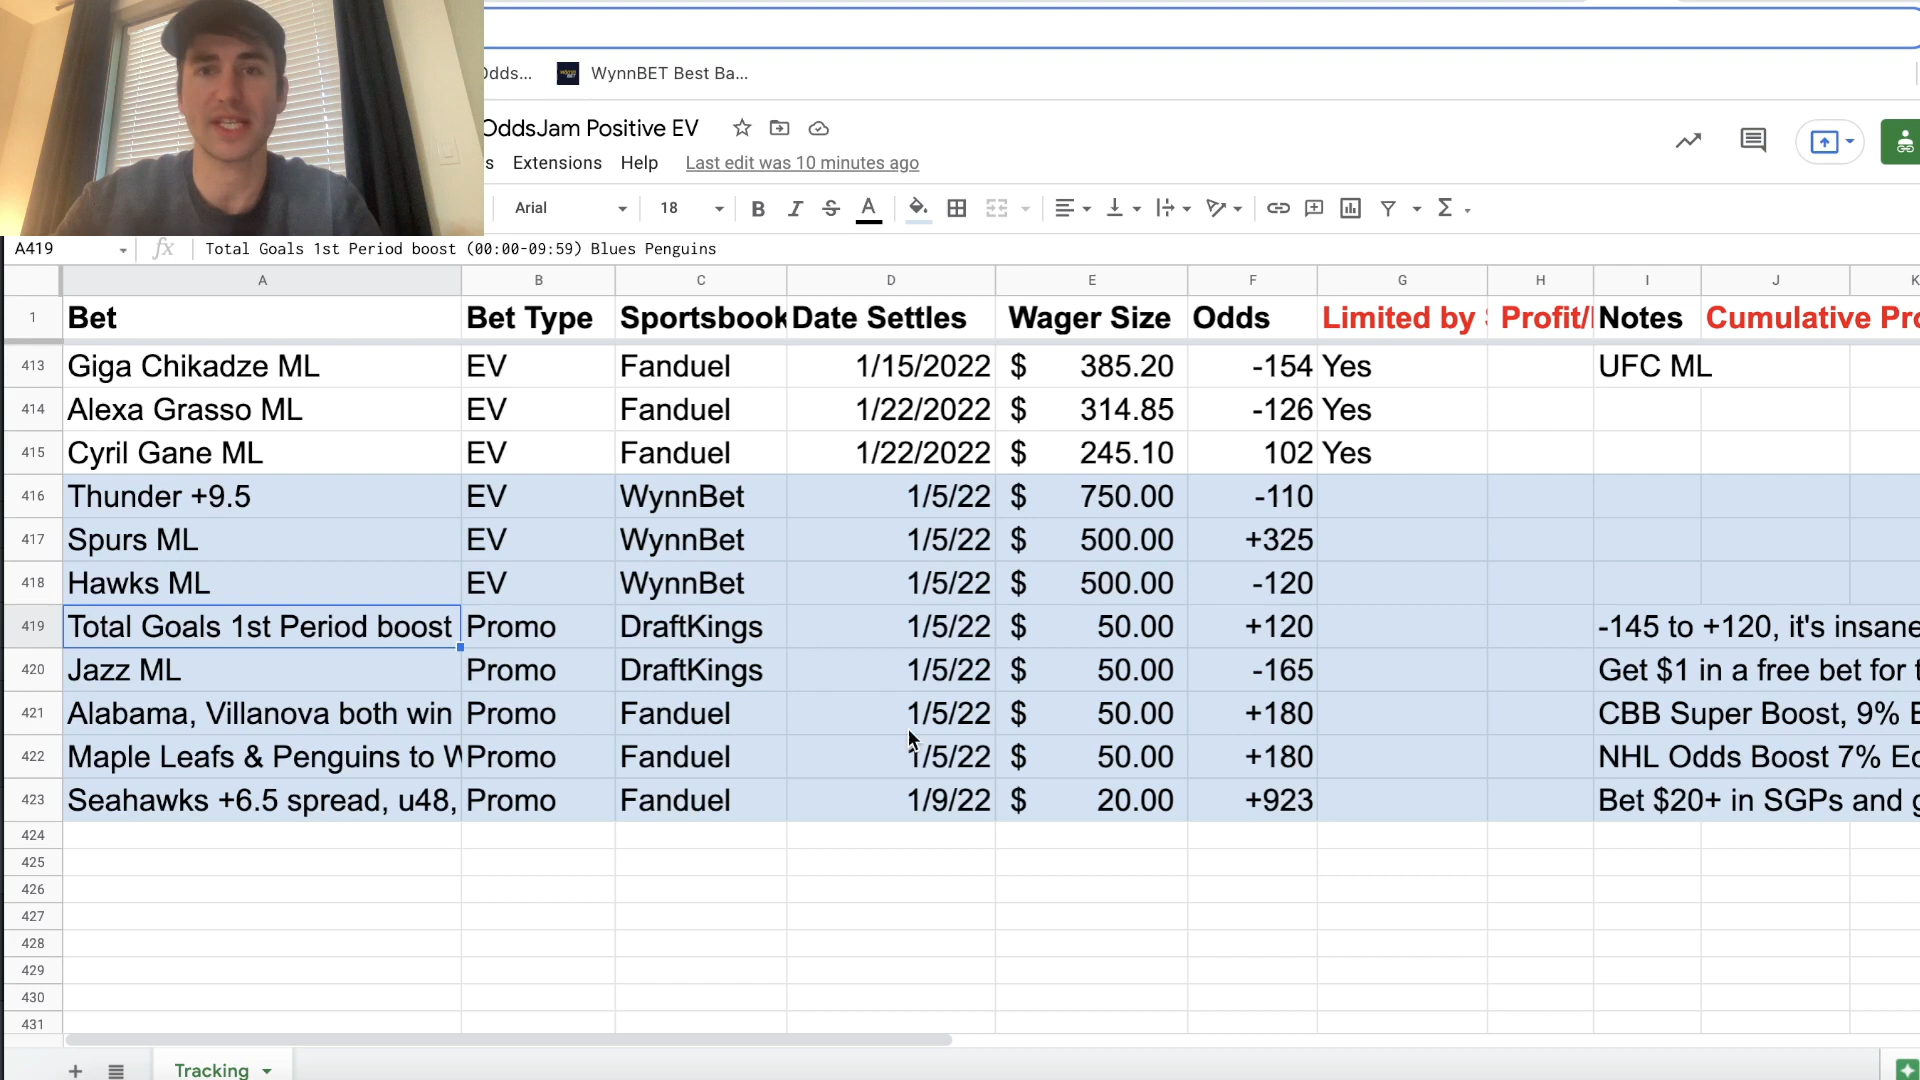 Odds... WynnBET Best Ba...
OddsJam Positive EV
s Extensions Help Last edit was 10 minutes ago
Arial 18 B I S A Σ
A419 fx Total Goals 1st Period boost (00:00-09:59) Blues Penguins
A B C D E F G H I J K
1 Bet Bet Type Sportsbook Date Settles Wager Size Odds Limited by Profit/ Notes Cumulative Pro
413 Giga Chikadze ML EV Fanduel 1/15/2022 $ 385.20 -154 Yes UFC ML
414 Alexa Grasso ML EV Fanduel 1/22/2022 $ 314.85 -126 Yes
415 Cyril Gane ML EV Fanduel 1/22/2022 $ 245.10 102 Yes
416 Thunder +9.5 EV WynnBet 1/5/22 $ 750.00 -110
417 Spurs ML EV WynnBet 1/5/22 $ 500.00 +325
418 Hawks ML EV WynnBet 1/5/22 $ 500.00 -120
419 Total Goals 1st Period boost Promo DraftKings 1/5/22 $ 50.00 +120 -145 to +120, it's insane
420 Jazz ML Promo DraftKings 1/5/22 $ 50.00 -165 Get $1 in a free bet for t
421 Alabama, Villanova both win Promo Fanduel 1/5/22 $ 50.00 +180 CBB Super Boost, 9% E
422 Maple Leafs & Penguins to W Promo Fanduel 1/5/22 $ 50.00 +180 NHL Odds Boost 7% Ed
423 Seahawks +6.5 spread, u48, Promo Fanduel 1/9/22 $ 20.00 +923 Bet $20+ in SGPs and g
424
425
426
427
428
429
430
431
+ Tracking